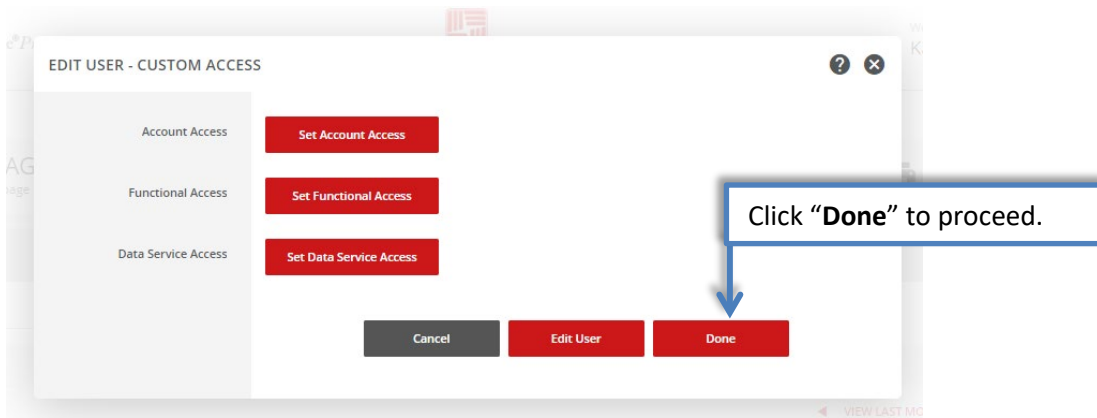 EDIT USER - CUSTOM ACCESS
Account Access
Set Account Access
Functional Access
Set Functional Access
Data Service Access
Set Data Service Access
Click “Done” to proceed.
Cancel
Edit User
Done
VIEW LAST MO